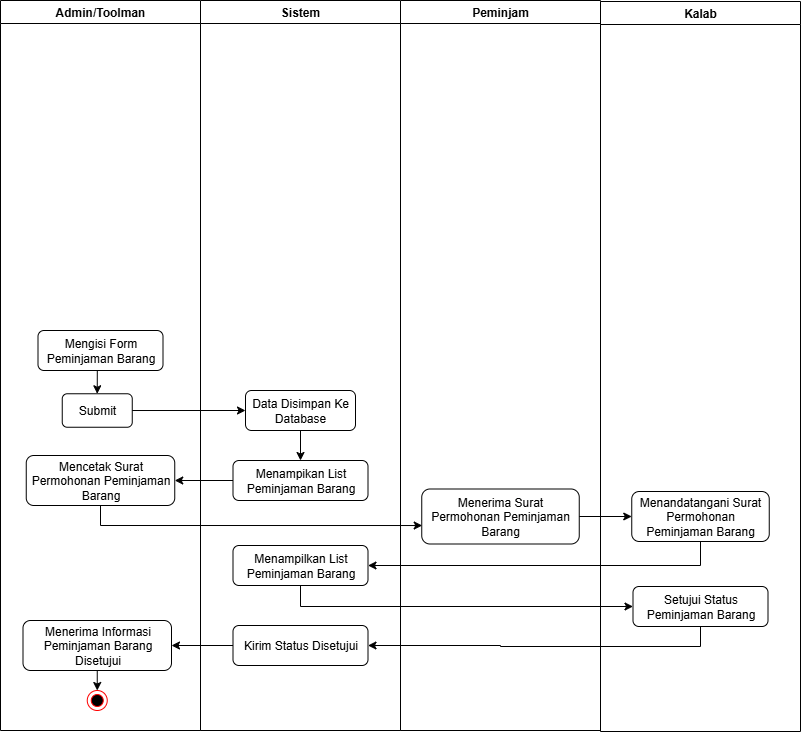 Admin/Toolman
Sistem
Peminjam
Kalab
Mengisi Form
Peminjaman Barang
Submit
Data Disimpan Ke
Database
Mencetak Surat
Permohonan Peminjaman
Barang
Menampikan List
Peminjaman Barang
Menerima Surat
Permohonan Peminjaman
Barang
Menandatangani Surat
Permohonan
Peminjaman Barang
Menampilkan List
Peminjaman Barang
Setujui Status
Peminjaman Barang
Menerima Informasi
Peminjaman Barang
Disetujui
Kirim Status Disetujui